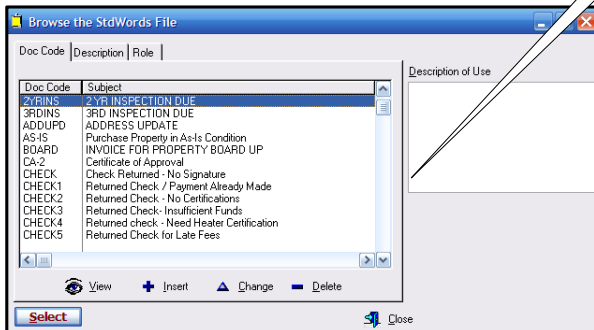 Browse the StdWords File
Doc Code Description Role
Description of Use
Doc Code Subject
2YRINS 2 YR INSPECTION DUE
3RDINS 3RD INSPECTION DUE
ADDUPD ADDRESS UPDATE
AS-IS Purchase Property in As-Is Condition
BOARD INVOICE FOR PROPERTY BOARD UP
CA-2 Certificate of Approval
CHECK Check Returned - No Signature
CHECK1 Returned Check / Payment Already Made
CHECK2 Returned Check - No Certifications
CHECK3 Returned Check- Insufficient Funds
CHECK4 Returned check - Need Heater Certification
CHECK5 Returned Check for Late Fees
View Insert Change Delete
Select Close